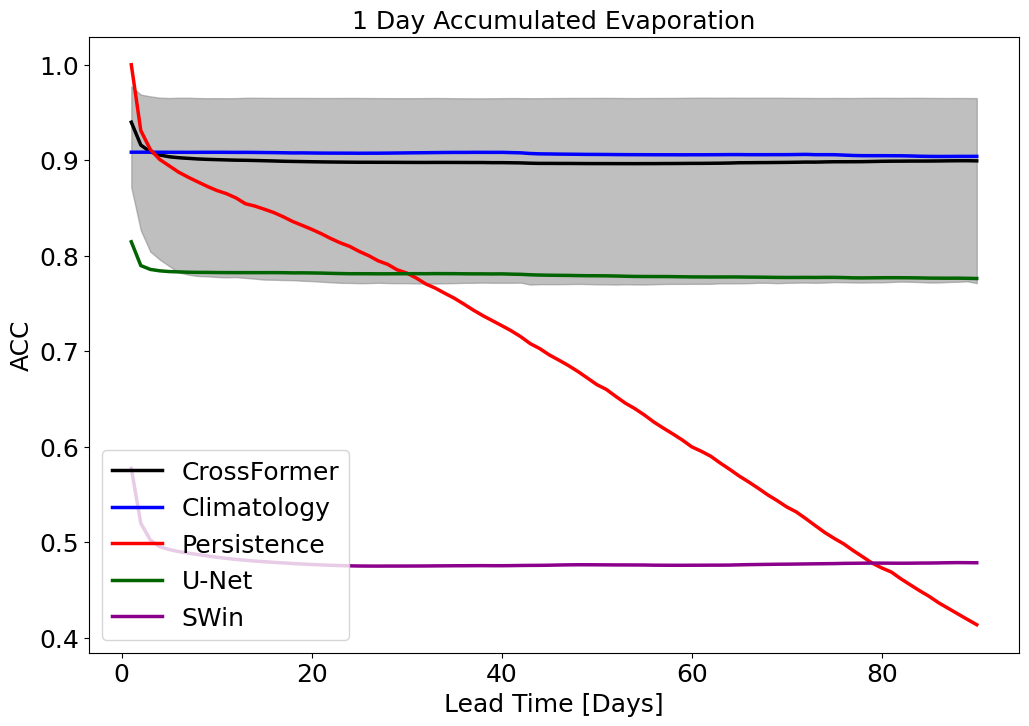 1 Day Accumulated Evaporation
ACC
1.0
0.9
0.8
0.7
0.6
0.5
0.4
CrossFormer
Climatology
Persistence
U-Net
SWin
0 20 40 60 80
Lead Time [Days]